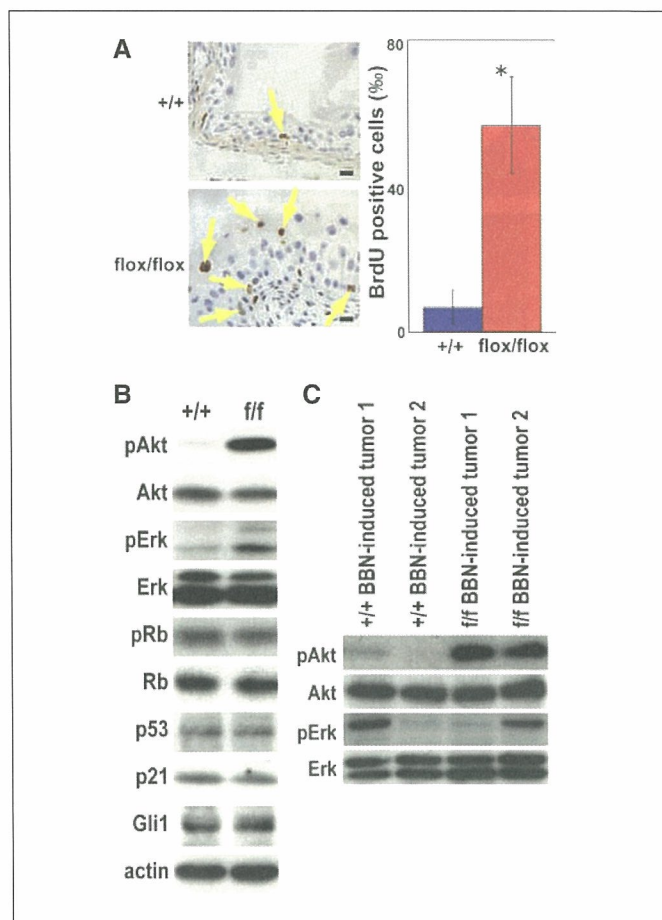 A
+/+
flox/flox
BrdU positive cells (‰)
80
40
0
*
+/+ flox/flox
B
+/+ f/f
pAkt
Akt
pErk
Erk
pRb
Rb
p53
p21
Gli1
actin
C
+/+ BBN-induced tumor 1
+/+ BBN-induced tumor 2
f/f BBN-induced tumor 1
f/f BBN-induced tumor 2
pAkt
Akt
pErk
Erk